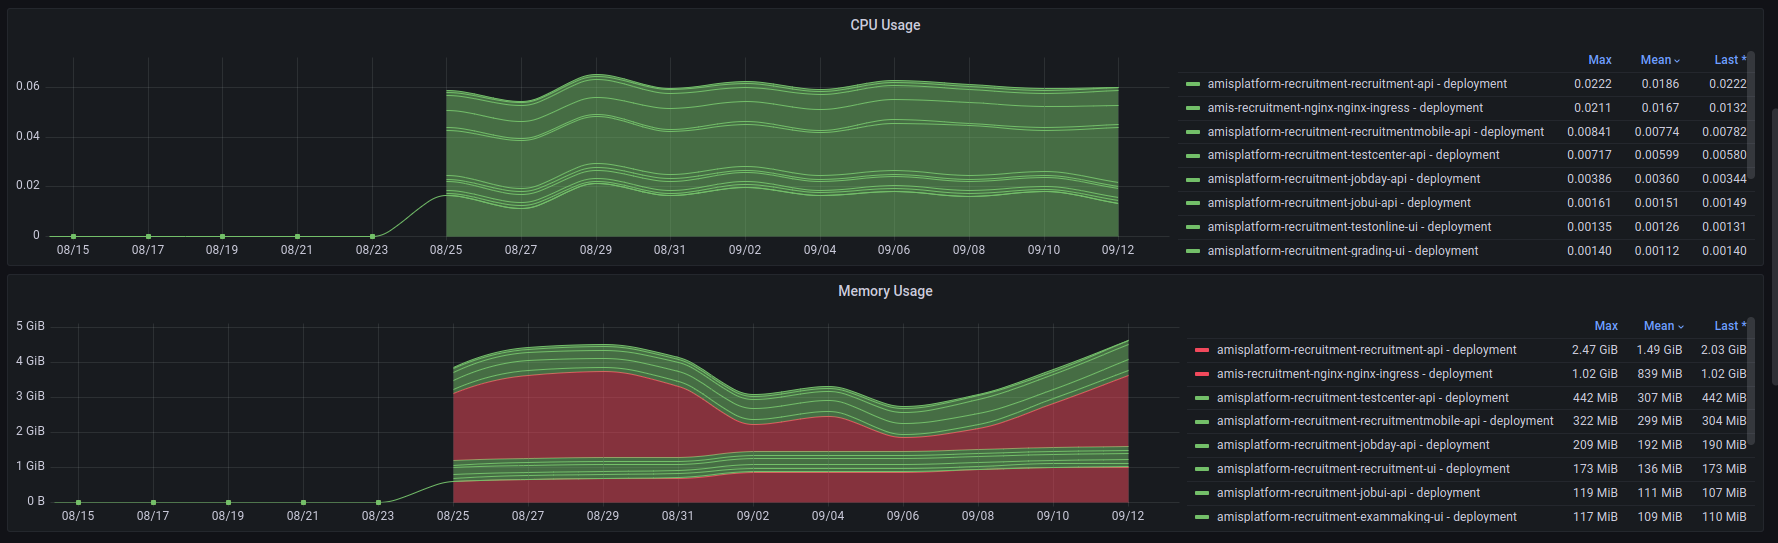 CPU Usage
0.06
0.04
0.02
0
08/15 08/17 08/19 08/21 08/23 08/25 08/27 08/29 08/31 09/02 09/04 09/06 09/08 09/10 09/12
Max Mean Last *
amisplatform-recruitment-recruitment-api - deployment 0.0222 0.0186 0.0222
amis-recruitment-nginx-nginx-ingress - deployment 0.0211 0.0167 0.0132
amisplatform-recruitment-recruitmentmobile-api - deployment 0.00841 0.00774 0.00782
amisplatform-recruitment-testcenter-api - deployment 0.00717 0.00599 0.00580
amisplatform-recruitment-jobday-api - deployment 0.00386 0.00360 0.00344
amisplatform-recruitment-jobui-api - deployment 0.00161 0.00151 0.00149
amisplatform-recruitment-testonline-ui - deployment 0.00135 0.00126 0.00131
amisplatform-recruitment-grading-ui - deployment 0.00140 0.00112 0.00140
Memory Usage
5 GiB
4 GiB
3 GiB
2 GiB
1 GiB
0 B
08/15 08/17 08/19 08/21 08/23 08/25 08/27 08/29 08/31 09/02 09/04 09/06 09/08 09/10 09/12
Max Mean Last *
amisplatform-recruitment-recruitment-api - deployment 2.47 GiB 1.49 GiB 2.03 GiB
amis-recruitment-nginx-nginx-ingress - deployment 1.02 GiB 839 MiB 1.02 GiB
amisplatform-recruitment-testcenter-api - deployment 442 MiB 307 MiB 442 MiB
amisplatform-recruitment-recruitmentmobile-api - deployment 322 MiB 299 MiB 304 MiB
amisplatform-recruitment-jobday-api - deployment 209 MiB 192 MiB 190 MiB
amisplatform-recruitment-recruitment-ui - deployment 173 MiB 136 MiB 173 MiB
amisplatform-recruitment-jobui-api - deployment 119 MiB 111 MiB 107 MiB
amisplatform-recruitment-exammaking-ui - deployment 117 MiB 109 MiB 110 MiB